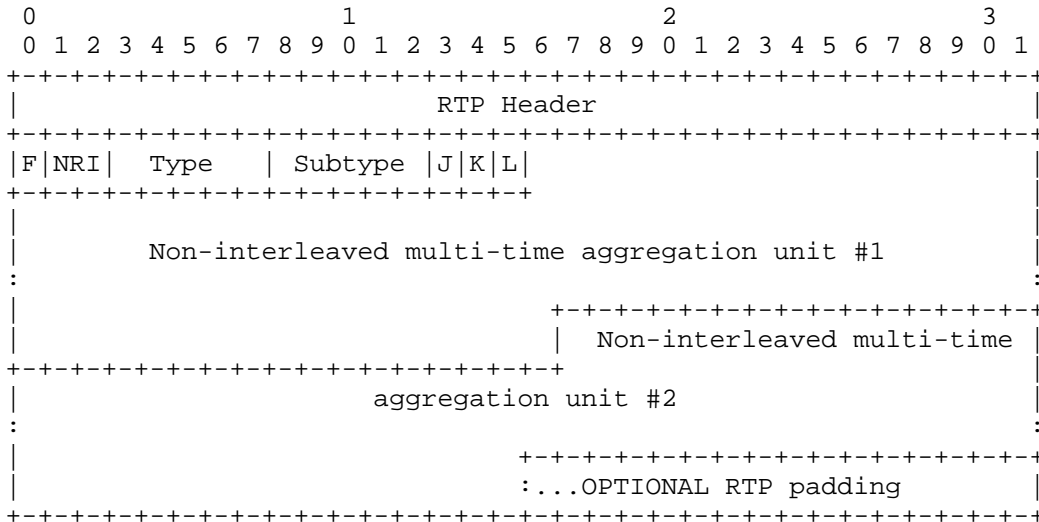 0                   1                   2                   3
 0 1 2 3 4 5 6 7 8 9 0 1 2 3 4 5 6 7 8 9 0 1 2 3 4 5 6 7 8 9 0 1
+-+-+-+-+-+-+-+-+-+-+-+-+-+-+-+-+-+-+-+-+-+-+-+-+-+-+-+-+-+-+-+-+
|                          RTP Header                           |
+-+-+-+-+-+-+-+-+-+-+-+-+-+-+-+-+-+-+-+-+-+-+-+-+-+-+-+-+-+-+-+-+
|F|NRI|  Type   | Subtype |J|K|L|                               |
+-+-+-+-+-+-+-+-+-+-+-+-+-+-+-+-+                               |
|                                                               |
|        Non-interleaved multi-time aggregation unit #1         |
:                                                               :
|                                 +-+-+-+-+-+-+-+-+-+-+-+-+-+-+-+
|                                 |  Non-interleaved multi-time |
+-+-+-+-+-+-+-+-+-+-+-+-+-+-+-+-+-+                             |
|                      aggregation unit #2                      |
:                                                               :
|                               +-+-+-+-+-+-+-+-+-+-+-+-+-+-+-+-+
|                               :...OPTIONAL RTP padding        |
+-+-+-+-+-+-+-+-+-+-+-+-+-+-+-+-+-+-+-+-+-+-+-+-+-+-+-+-+-+-+-+-+